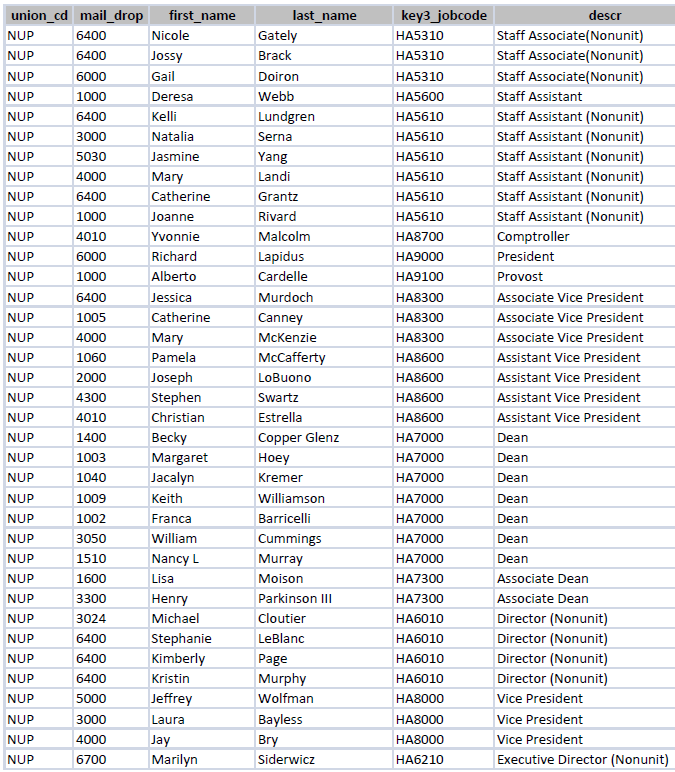 union_cd mail_drop first_name last_name key3_jobcode descr
NUP 6400 Nicole Gately HA5310 Staff Associate(Nonunit)
NUP 6400 Jossy Brack HA5310 Staff Associate(Nonunit)
NUP 6000 Gail Doiron HA5310 Staff Associate(Nonunit)
NUP 1000 Deresa Webb HA5600 Staff Assistant
NUP 6400 Kelli Lundgren HA5610 Staff Assistant (Nonunit)
NUP 3000 Natalia Serna HA5610 Staff Assistant (Nonunit)
NUP 5030 Jasmine Yang HA5610 Staff Assistant (Nonunit)
NUP 4000 Mary Landi HA5610 Staff Assistant (Nonunit)
NUP 6400 Catherine Grantz HA5610 Staff Assistant (Nonunit)
NUP 1000 Joanne Rivard HA5610 Staff Assistant (Nonunit)
NUP 4010 Yvonnie Malcolm HA8700 Comptroller
NUP 6000 Richard Lapidus HA9000 President
NUP 1000 Alberto Cardelle HA9100 Provost
NUP 6400 Jessica Murdoch HA8300 Associate Vice President
NUP 1005 Catherine Canney HA8300 Associate Vice President
NUP 4000 Mary McKenzie HA8300 Associate Vice President
NUP 1060 Pamela McCafferty HA8600 Assistant Vice President
NUP 2000 Joseph LoBuono HA8600 Assistant Vice President
NUP 4300 Stephen Swartz HA8600 Assistant Vice President
NUP 4010 Christian Estrella HA8600 Assistant Vice President
NUP 1400 Becky Copper Glenz HA7000 Dean
NUP 1003 Margaret Hoey HA7000 Dean
NUP 1040 Jacalyn Kremer HA7000 Dean
NUP 1009 Keith Williamson HA7000 Dean
NUP 1002 Franca Barricelli HA7000 Dean
NUP 3050 William Cummings HA7000 Dean
NUP 1510 Nancy L Murray HA7000 Dean
NUP 1600 Lisa Moison HA7300 Associate Dean
NUP 3300 Henry Parkinson III HA7300 Associate Dean
NUP 3024 Michael Cloutier HA6010 Director (Nonunit)
NUP 6400 Stephanie LeBlanc HA6010 Director (Nonunit)
NUP 6400 Kimberly Page HA6010 Director (Nonunit)
NUP 6400 Kristin Murphy HA6010 Director (Nonunit)
NUP 5000 Jeffrey Wolfman HA8000 Vice President
NUP 3000 Laura Bayless HA8000 Vice President
NUP 4000 Jay Bry HA8000 Vice President
NUP 6700 Marilyn Siderwicz HA6210 Executive Director (Nonunit)